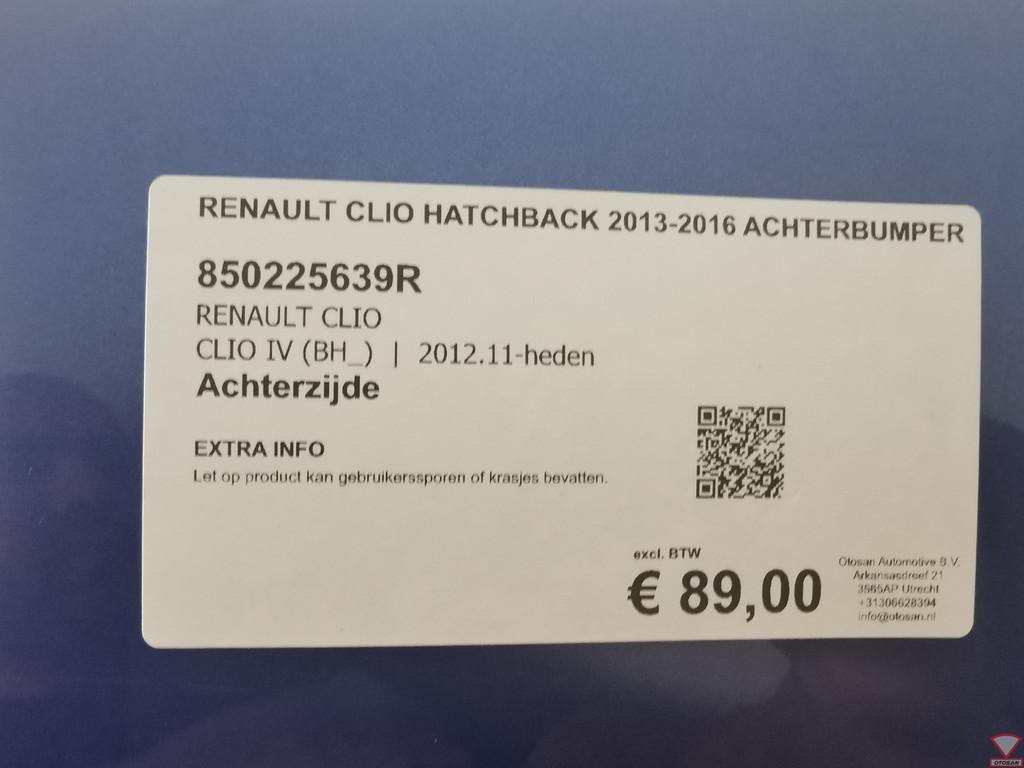 RENAULT CLIO HATCHBACK 2013-2016 ACHTERBUMPER
850225639R
RENAULT CLIO
CLIO IV (BH_) | 2012.11-heden
Achterzijde
EXTRA INFO
Let op product kan gebruikerssporen of krasjes bevatten.
excl. BTW
€ 89,00
Otosan Automotive B.V.
Arkansasdreef 21
3565AP Utrecht
+31306628394
info@otosan.nl
OTOSAN